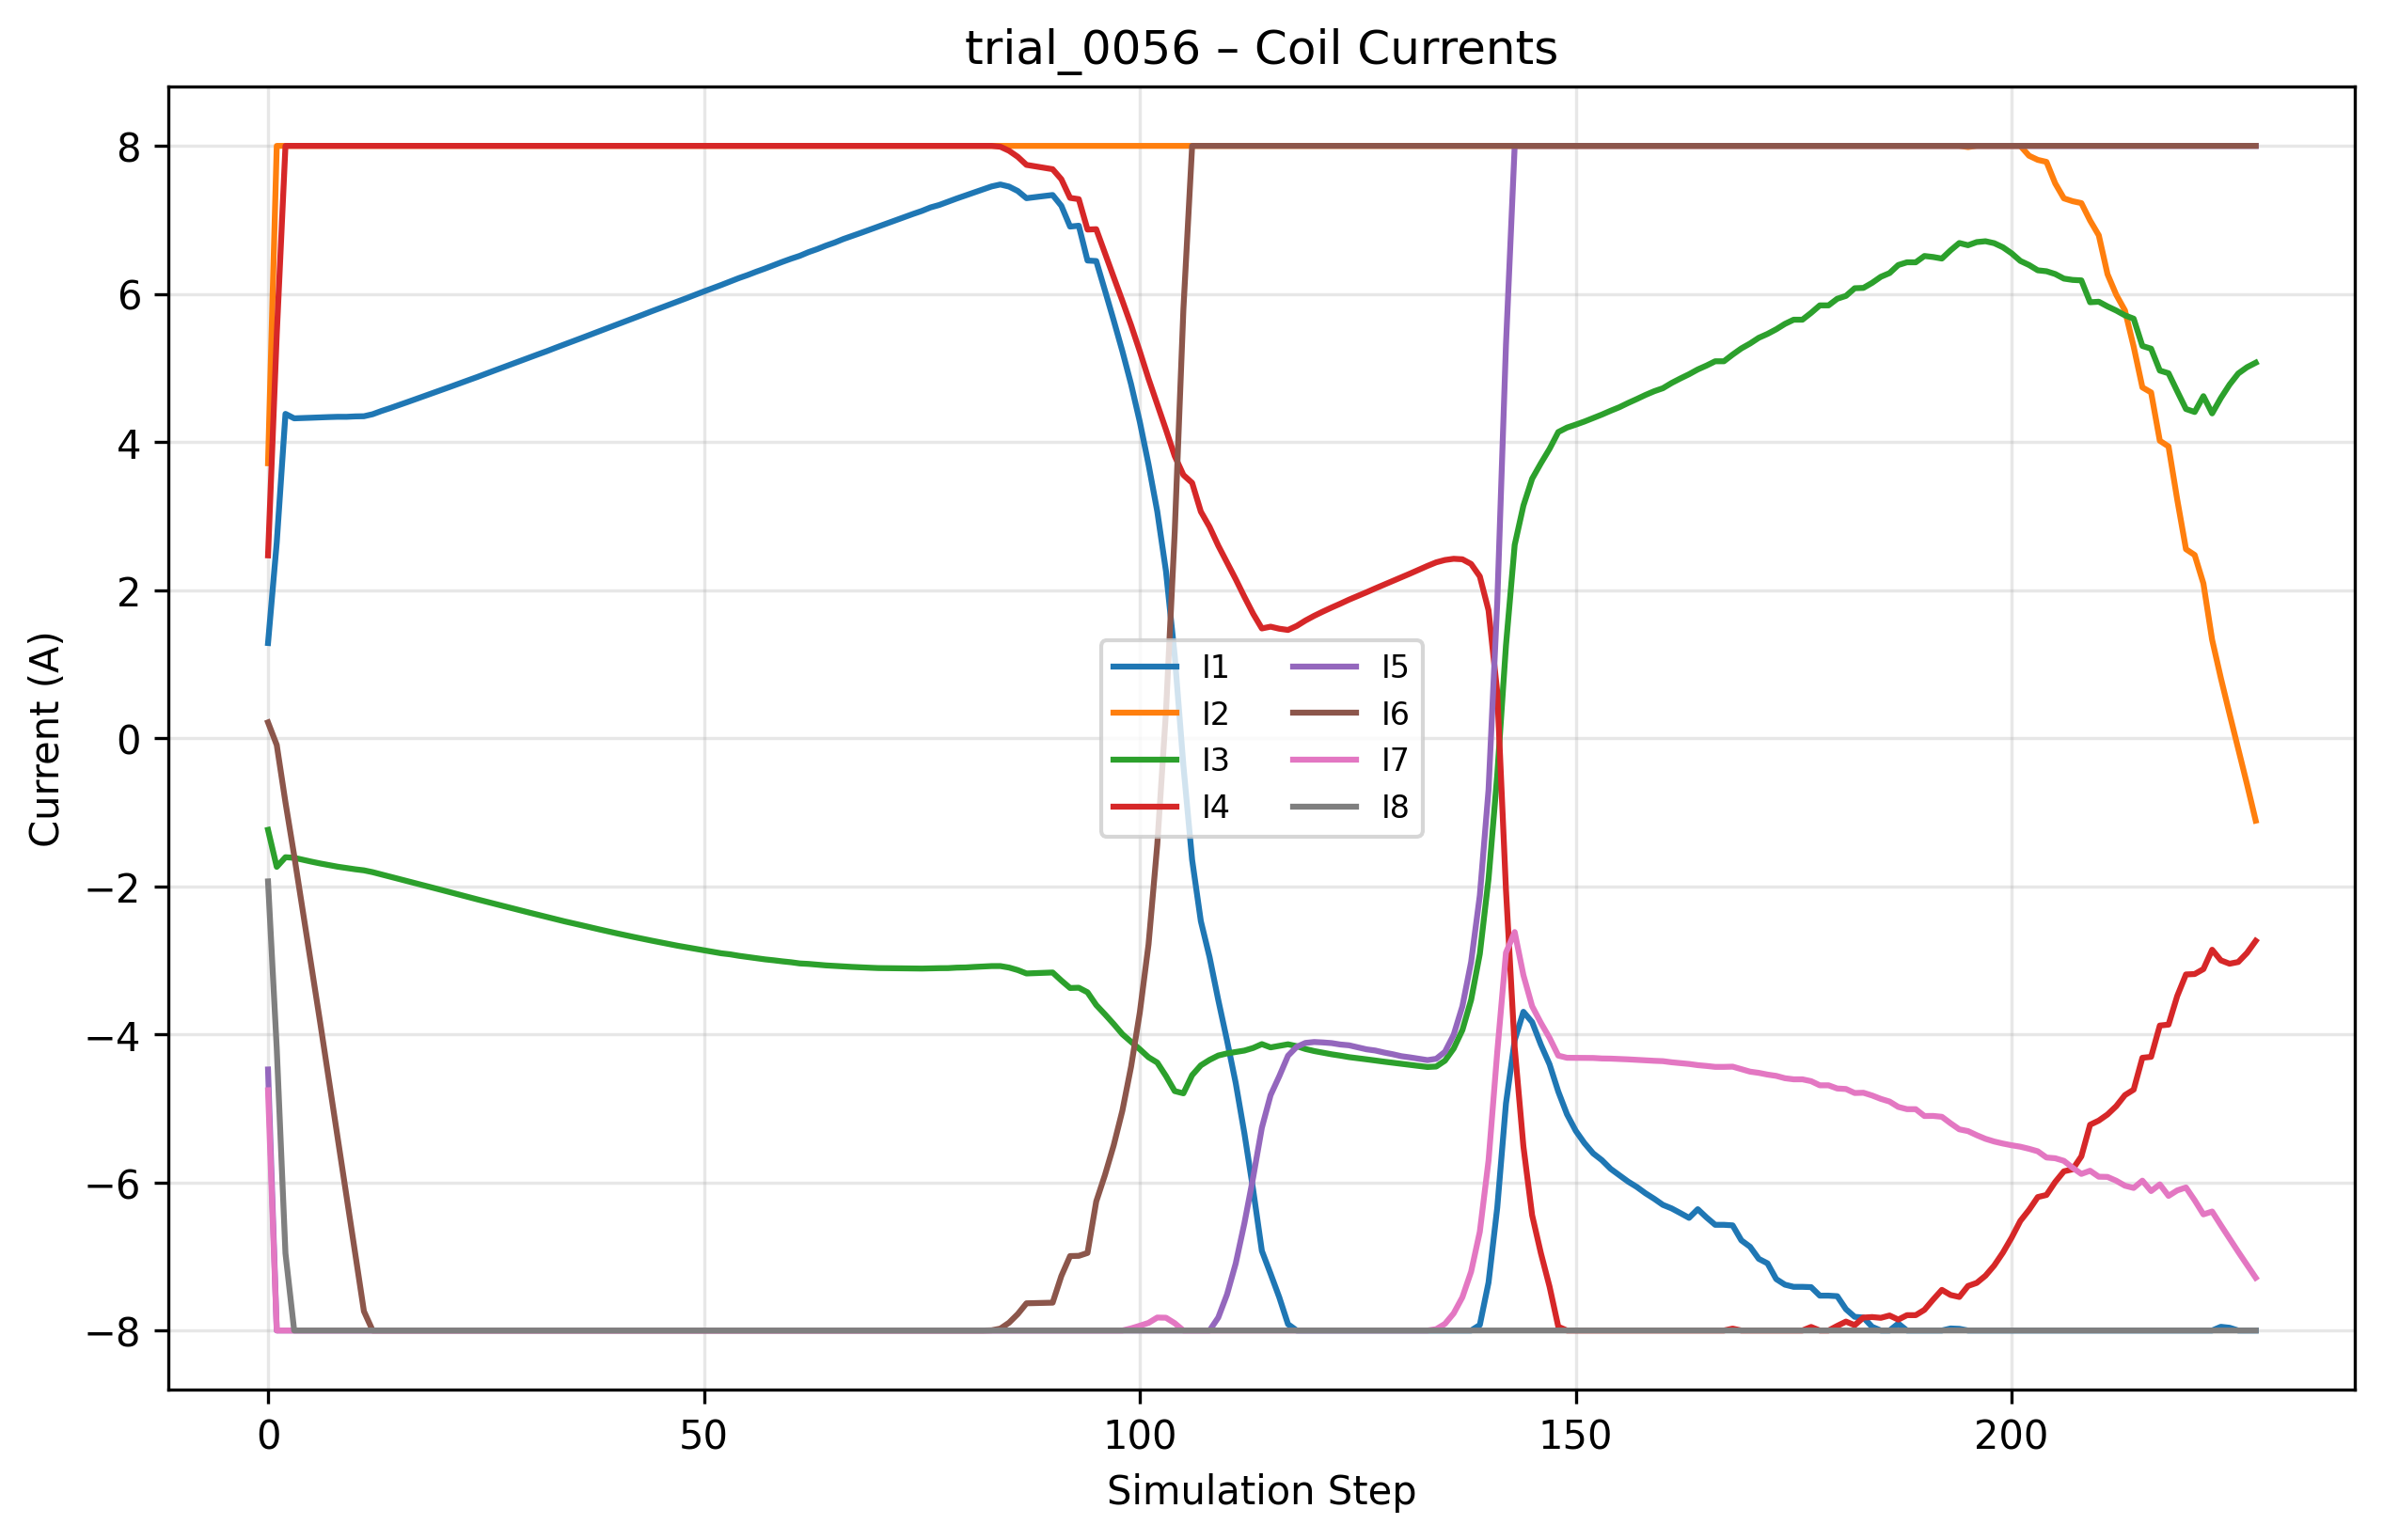 trial_0056 – Coil Currents
Current (A)
8
6
4
2
0
−2
−4
−6
−8
I1 I5
I2 I6
I3 I7
I4 I8
0 50 100 150 200
Simulation Step